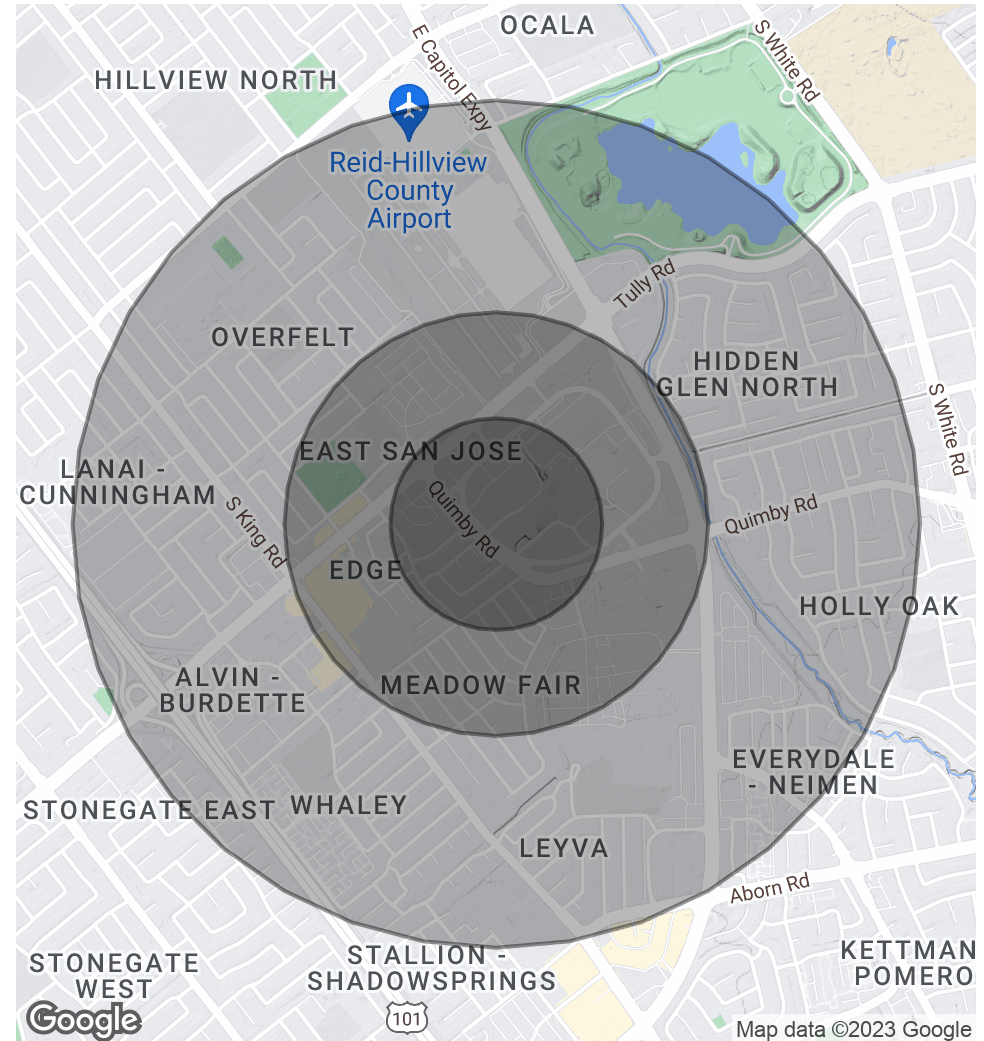 OCALA
S White Rd
E Capitol Expy
HILLVIEW NORTH
Reid-Hillview
County
Airport
Tully Rd
OVERFELT
HIDDEN
GLEN NORTH
S White Rd
EAST SAN JOSE
LANAI -
CUNNINGHAM
S King Rd
Quimby Rd
Quimby Rd
EDGE
HOLLY OAK
ALVIN -
BURDETTE
MEADOW FAIR
EVERYDALE
- NEIMEN
STONEGATE EAST
WHALEY
LEYVA
Aborn Rd
STONEGATE
WEST
STALLION -
SHADOWSPRINGS
KETTMAN
POMERO
101
Google
Map data ©2023 Google